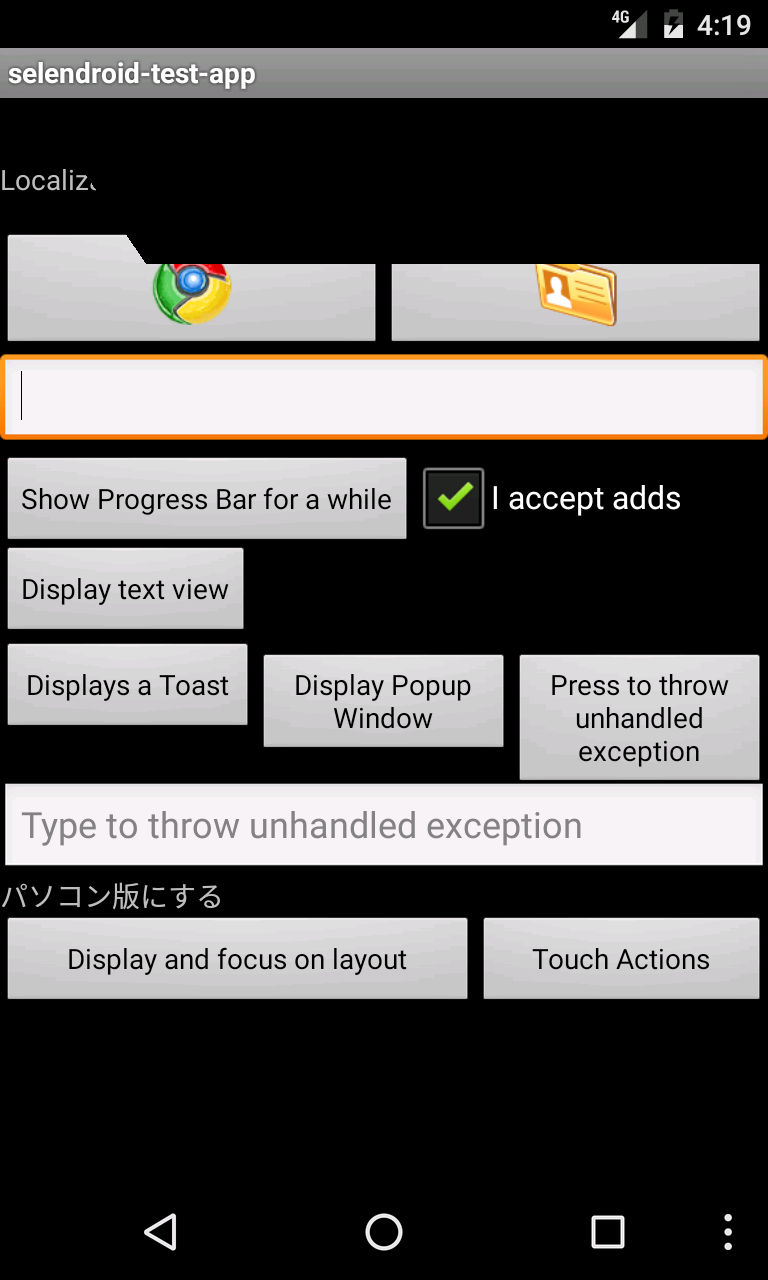 4G 4:19
selendroid-test-app
Show Progress Bar for a while
I accept adds
Display text view
Displays a Toast
Display Popup
Window
Press to throw
unhandled
exception
Type to throw unhandled exception
パソコン版にする
Display and focus on layout
Touch Actions